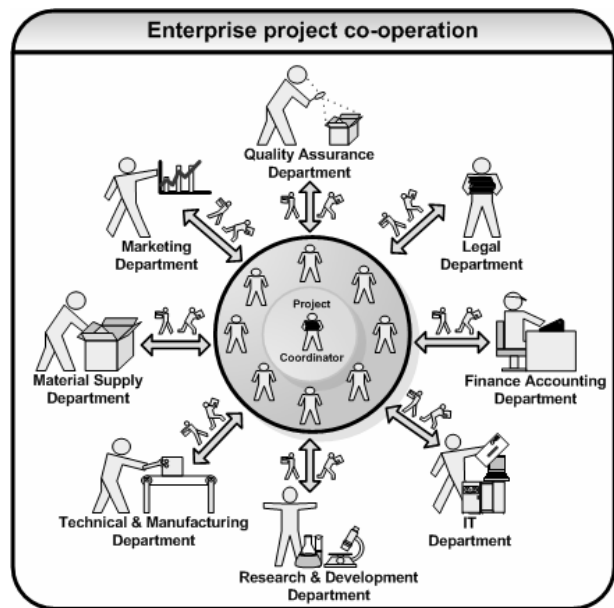 Enterprise project co-operation
Quality Assurance
Department
Marketing
Department
Legal
Department
Project
Coordinator
Material Supply
Department
Finance Accounting
Department
Technical & Manufacturing
Department
IT
Department
Research & Development
Department